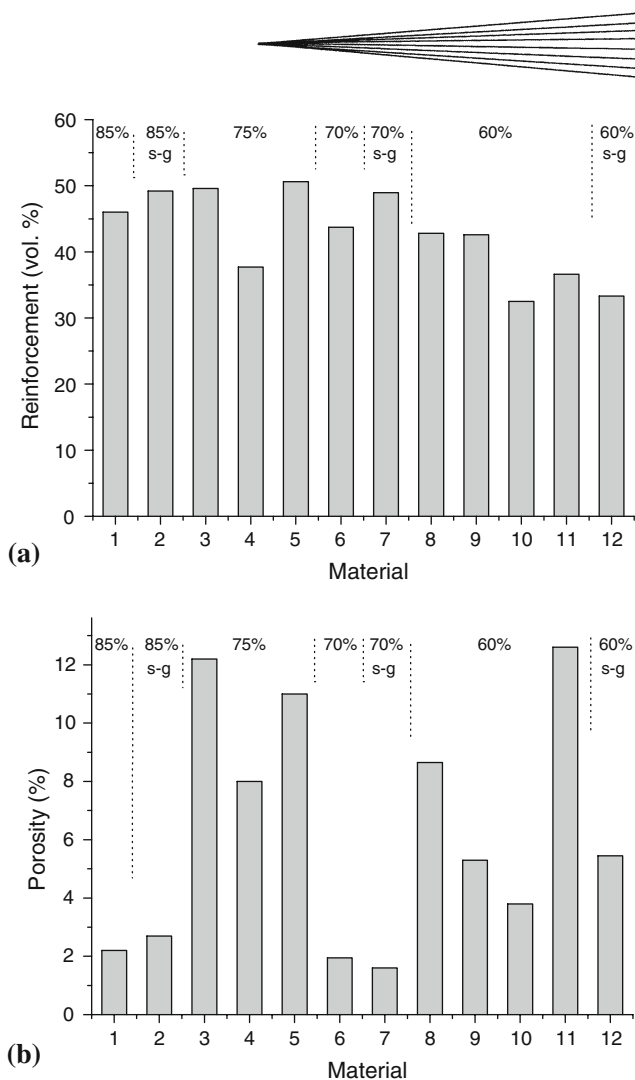 60
85%
85%
75%
70%
70%
60%
60%
s-g
s-g
s-g
50
40
30
20
10
0
Reinforcement (vol. %)
1 2 3 4 5 6 7 8 9 10 11 12
(a)
Material
85%
85%
75%
70%
70%
60%
60%
s-g
s-g
s-g
12
10
8
6
4
2
0
Porosity (%)
1 2 3 4 5 6 7 8 9 10 11 12
(b)
Material